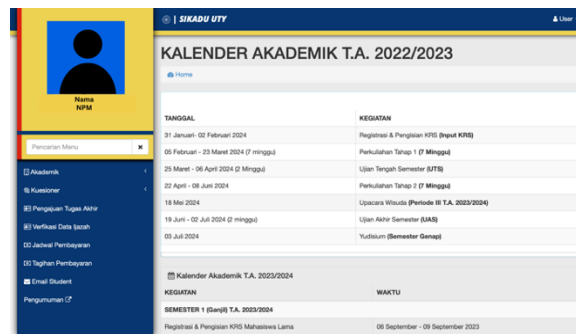 SIKADU UTY
User
Nama
NPM
Pencarian Menu
Akademik
Kuesioner
Pengajuan Tugas Akhir
Verfikasi Data Ijazah
Jadwal Pembayaran
Tagihan Pembayaran
Email Student
Pengumuman
KALENDER AKADEMIK T.A. 2022/2023
Home
TANGGAL KEGIATAN
31 Januari- 02 Februari 2024 Registrasi & Pengisian KRS (Input KRS)
05 Februari - 23 Maret 2024 (7 minggu) Perkuliahan Tahap 1 (7 Minggu)
25 Maret - 06 April 2024 (2 Minggu) Ujian Tengah Semester (UTS)
22 April - 08 Juni 2024 Perkuliahan Tahap 2 (7 Minggu)
18 Mei 2024 Upacara Wisuda (Periode III T.A. 2023/2024)
19 Juni - 02 Juli 2024 (2 minggu) Ujian Akhir Semester (UAS)
03 Juli 2024 Yudisium (Semester Genap)
Kalender Akademik T.A. 2023/2024
KEGIATAN WAKTU
SEMESTER 1 (Ganjil) T.A. 2023/2024
Registrasi & Pengisian KRS Mahasiswa Lama 06 September - 09 September 2023